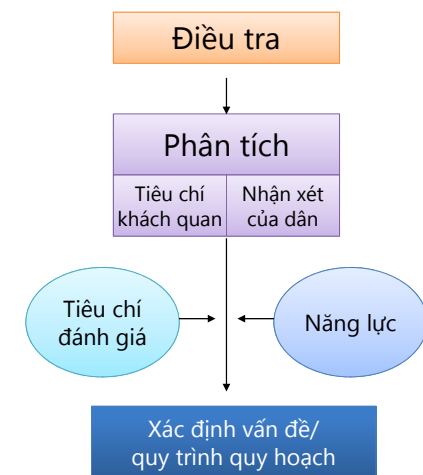 Điều tra
Phân tích
Tiêu chí
khách quan
Nhận xét
của dân
Tiêu chí
đánh giá
Năng lực
Xác định vấn đề/
quy trình quy hoạch